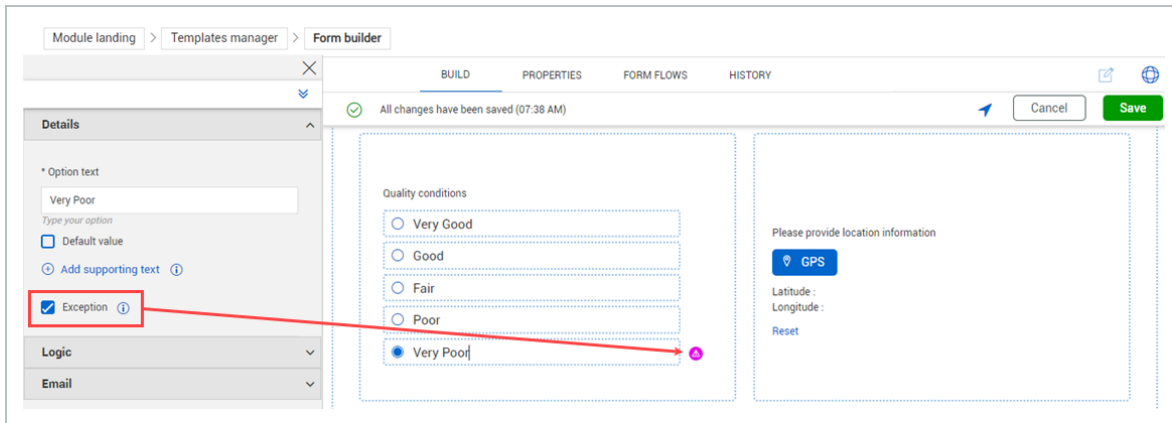 Module landing > Templates manager > Form builder
BUILD PROPERTIES FORM FLOWS HISTORY
All changes have been saved (07:38 AM) Cancel Save
Details
* Option text
Very Poor
Type your option
Default value
Add supporting text
Exception
Logic
Email
Quality conditions
Very Good
Good
Fair
Poor
Very Poor
Please provide location information
GPS
Latitude :
Longitude :
Reset